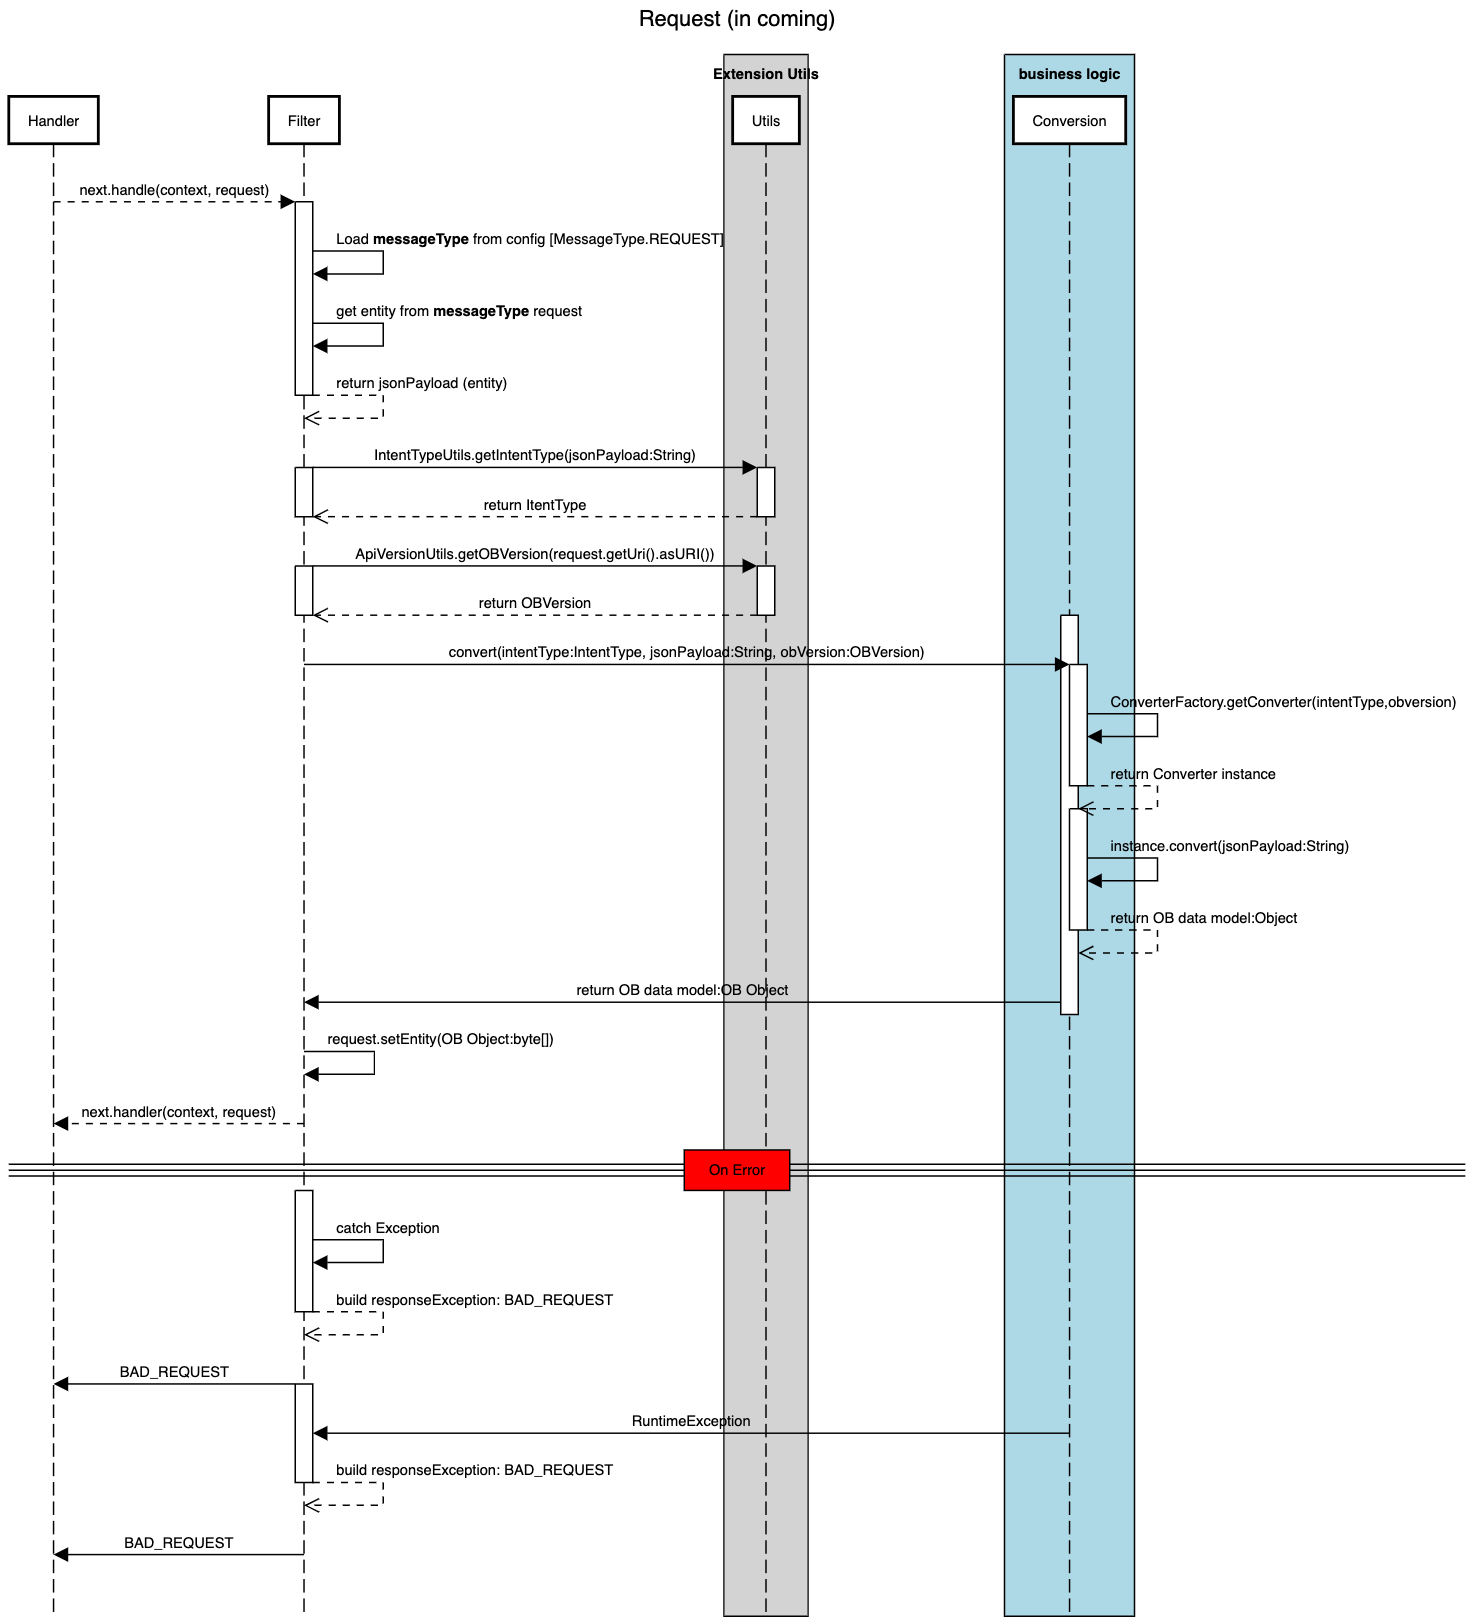 Request (in coming)
Extension Utils
business logic
Handler
Filter
Utils
Conversion
next.handle(context, request)
Load messageType from config [MessageType.REQUEST]
get entity from messageType request
return jsonPayload (entity)
IntentTypeUtils.getIntentType(jsonPayload:String)
return ItentType
ApiVersionUtils.getOBVersion(request.getUri().asURI())
return OBVersion
convert(intentType:IntentType, jsonPayload:String, obVersion:OBVersion)
ConverterFactory.getConverter(intentType,obversion)
return Converter instance
instance.convert(jsonPayload:String)
return OB data model:Object
return OB data model:OB Object
request.setEntity(OB Object:byte[])
next.handler(context, request)
On Error
catch Exception
build responseException: BAD_REQUEST
BAD_REQUEST
RuntimeException
build responseException: BAD_REQUEST
BAD_REQUEST